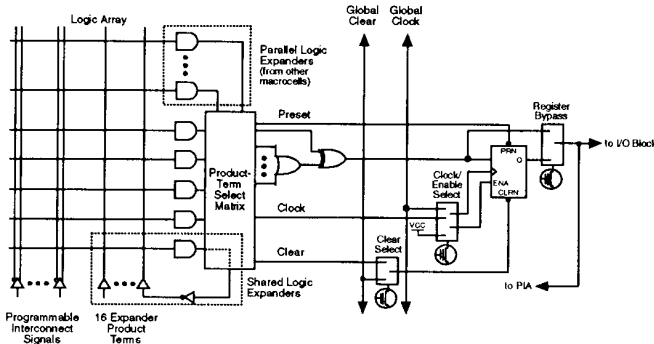 Logic Array
Global
Clear
Global
Clock
Parallel Logic
Expanders
(from other
macrocells)
Register
Bypass
Preset
to I/O Block
PRN
Q
Product-
Term
Select
Matrix
Clock/
Enable
Select
ENA
CLRN
Clock
VCC
Clear
Clear
Select
Shared Logic
Expanders
to PIA
Programmable
Interconnect
Signals
16 Expander
Product
Terms